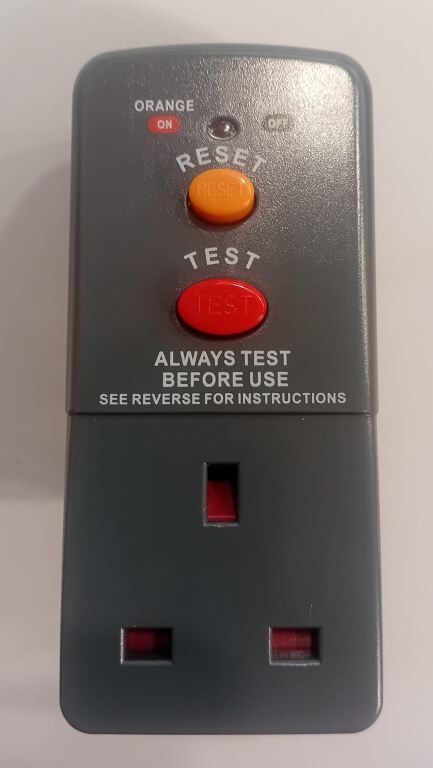 ORANGE
ON OFF
RESET
RESET
TEST
TEST
ALWAYS TEST
BEFORE USE
SEE REVERSE FOR INSTRUCTIONS